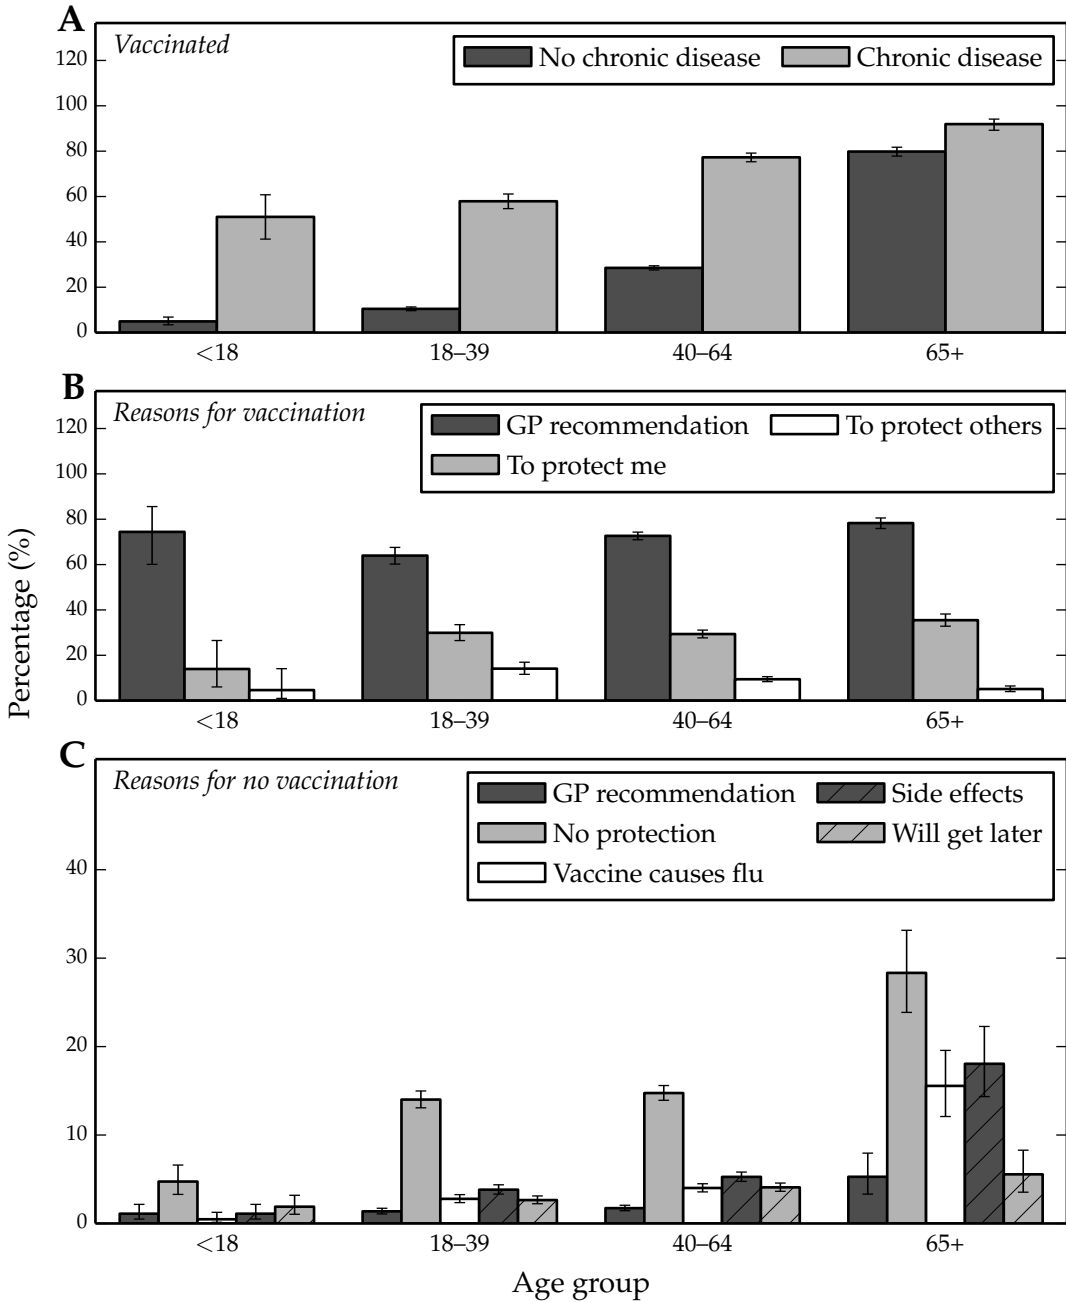 A
Vaccinated
No chronic disease Chronic disease
120
100
80
60
40
20
0
<18 18–39 40–64 65+
B
Reasons for vaccination
GP recommendation To protect others
To protect me
120
100
80
60
40
20
0
<18 18–39 40–64 65+
Percentage (%)
C
Reasons for no vaccination
GP recommendation Side effects
No protection Will get later
Vaccine causes flu
40
30
20
10
0
<18 18–39 40–64 65+
Age group